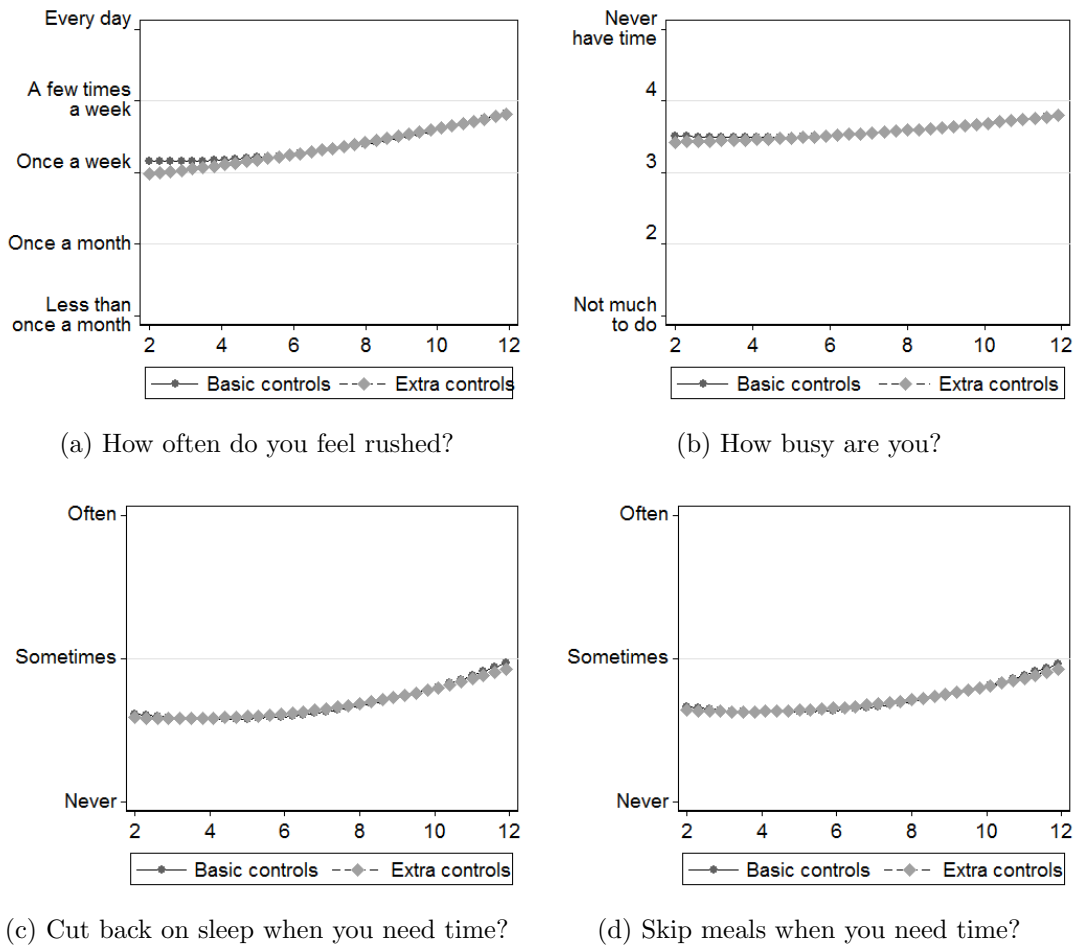 Every day
A few times
a week
Once a week
Once a month
Less than
once a month
2 4 6 8 10 12
Basic controls Extra controls
(a) How often do you feel rushed?
Never
have time
4
3
2
Not much
to do
2 4 6 8 10 12
Basic controls Extra controls
(b) How busy are you?
Often
Sometimes
Never
2 4 6 8 10 12
Basic controls Extra controls
(c) Cut back on sleep when you need time?
Often
Sometimes
Never
2 4 6 8 10 12
Basic controls Extra controls
(d) Skip meals when you need time?